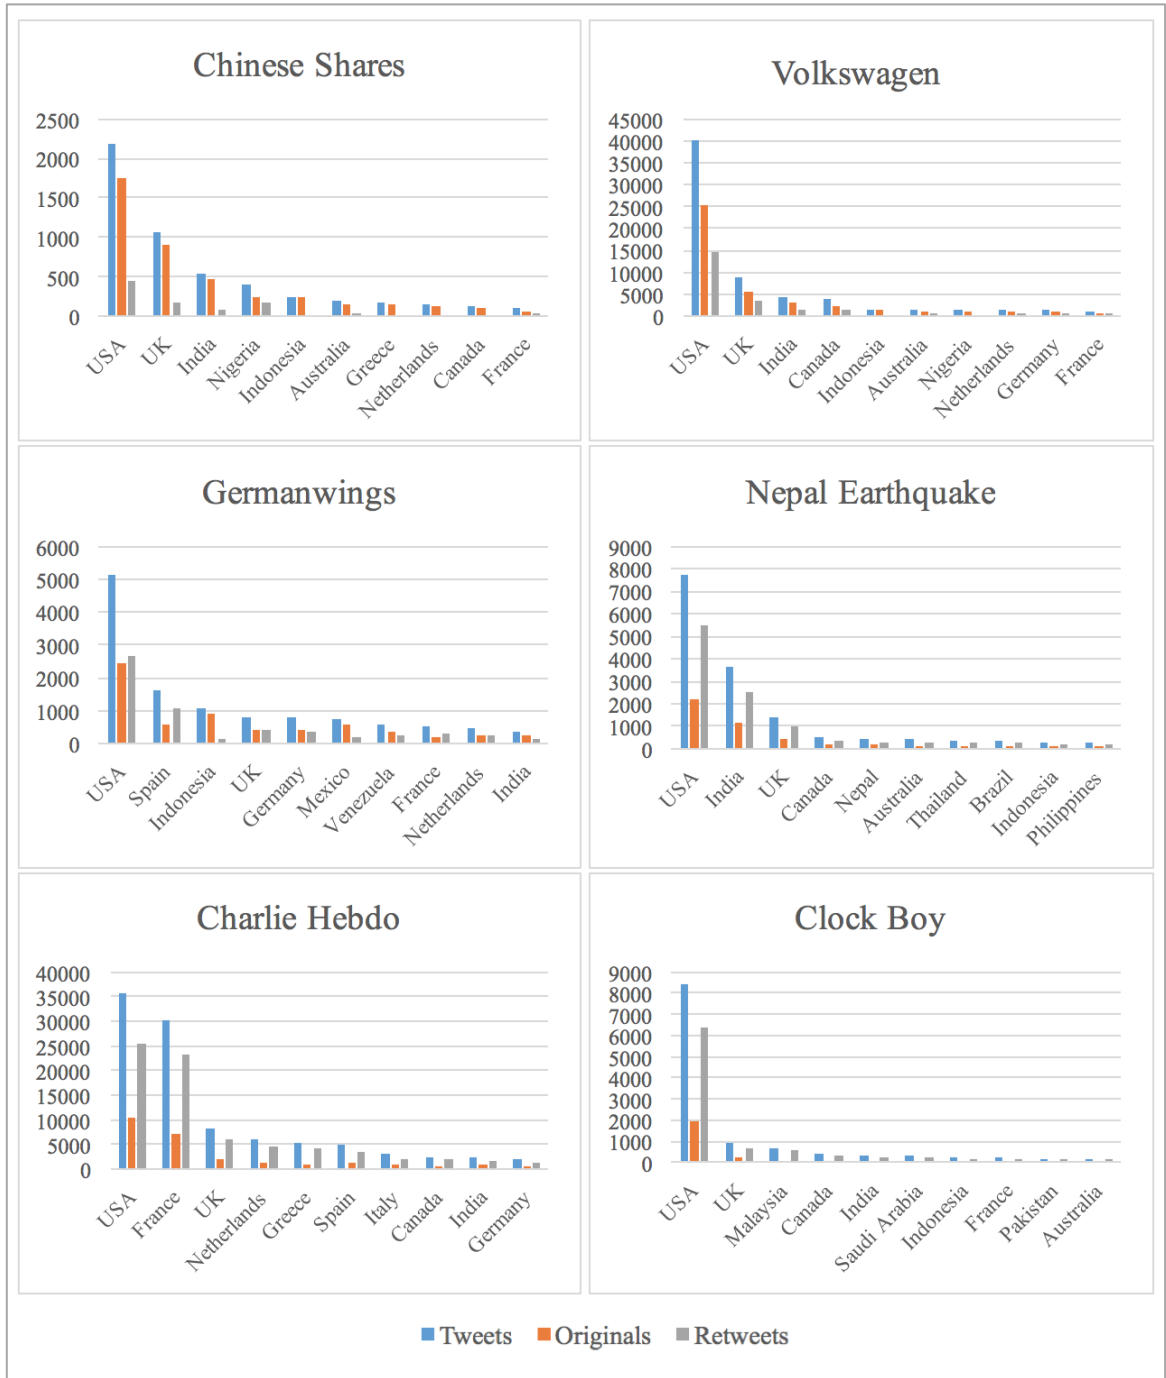 Chinese Shares
2500
2000
1500
1000
500
0
USA
UK
India
Nigeria
Indonesia
Australia
Greece
Netherlands
Canada
France
Volkswagen
45000
40000
35000
30000
25000
20000
15000
10000
5000
0
USA
UK
India
Canada
Indonesia
Australia
Nigeria
Netherlands
Germany
France
Germanwings
6000
5000
4000
3000
2000
1000
0
USA
Spain
Indonesia
UK
Germany
Mexico
Venezuela
France
Netherlands
India
Nepal Earthquake
9000
8000
7000
6000
5000
4000
3000
2000
1000
0
USA
India
UK
Canada
Nepal
Australia
Thailand
Brazil
Indonesia
Philippines
Charlie Hebdo
40000
35000
30000
25000
20000
15000
10000
5000
0
USA
France
UK
Netherlands
Greece
Spain
Italy
Canada
India
Germany
Clock Boy
9000
8000
7000
6000
5000
4000
3000
2000
1000
0
USA
UK
Malaysia
Canada
India
Saudi Arabia
Indonesia
France
Pakistan
Australia
Tweets Originals Retweets